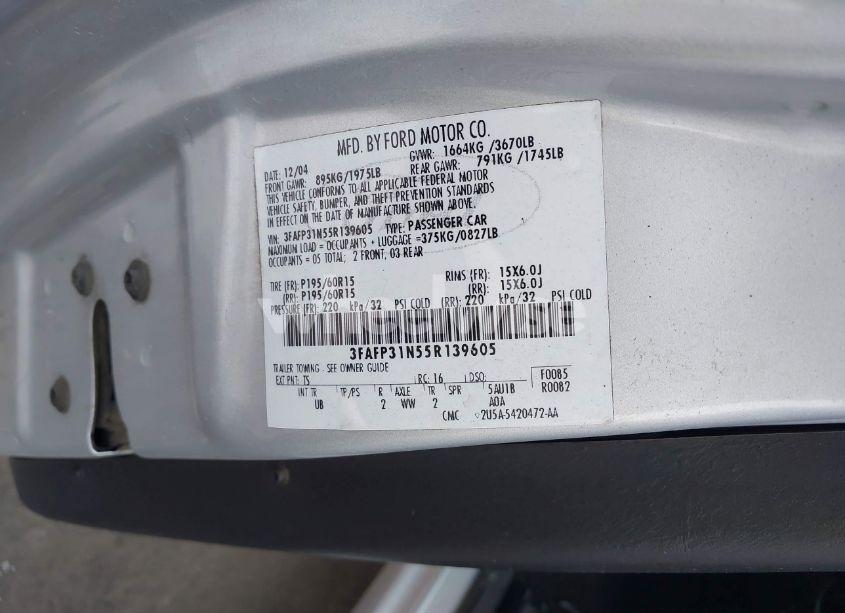 MFD. BY FORD MOTOR CO.
DATE: 12/04 GVWR: 1664KG /3670LB
FRONT GAWR: 895KG/1975LB REAR GAWR: 791KG /1745LB
THIS VEHICLE CONFORMS TO ALL APPLICABLE FEDERAL MOTOR
VEHICLE SAFETY, BUMPER, AND THEFT PREVENTION STANDARDS
IN EFFECT ON THE DATE OF MANUFACTURE SHOWN ABOVE.
VIN: 3FAFP31N55R139605 TYPE: PASSENGER CAR
MAXIMUM LOAD = OCCUPANTS + LUGGAGE =375KG/0827LB
OCCUPANTS = 05 TOTAL; 2 FRONT, 03 REAR
TIRE (FR): P195/60R15 RINS (FR): 15X6.0J
(RR): P195/60R15 (RR): 15X6.0J
PRESSURE (FR): 220 kPa/32 PSI COLD (RR): 220 kPa/32 PSI COLD
3FAFP31N55R139605
TRAILER TOWING - SEE OWNER GUIDE
EXT PNT: TS RC: 16 DSO: F0085
INT TR TP/PS R AXLE TR SPR 5AU1B R0082
UB 2 WW 2 A0A
CMC 2U5A-5420472-AA